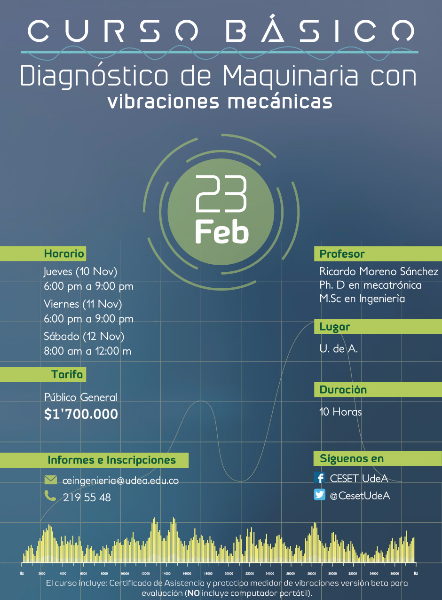 CURSO BÁSICO
Diagnóstico de Maquinaria con
vibraciones mecánicas
23
Feb
Horario
Jueves (10 Nov)
6:00 pm a 9:00 pm
Viernes (11 Nov)
6:00 pm a 9:00 pm
Sábado (12 Nov)
8:00 am a 12:00 m
Tarifa
Público General
$1'700.000
Informes e Inscripciones
ceingenieria@udea.edu.co
219 55 48
Profesor
Ricardo Moreno Sánchez
Ph. D en mecatrónica
M.Sc en Ingeniería
Lugar
U. de A.
Duración
10 Horas
Síguenos en
CESET UdeA
@CesetUdeA
El curso incluye: Certificado de Asistencia y prototipo medidor de vibraciones versión beta para
evaluación (NO incluye computador portátil).